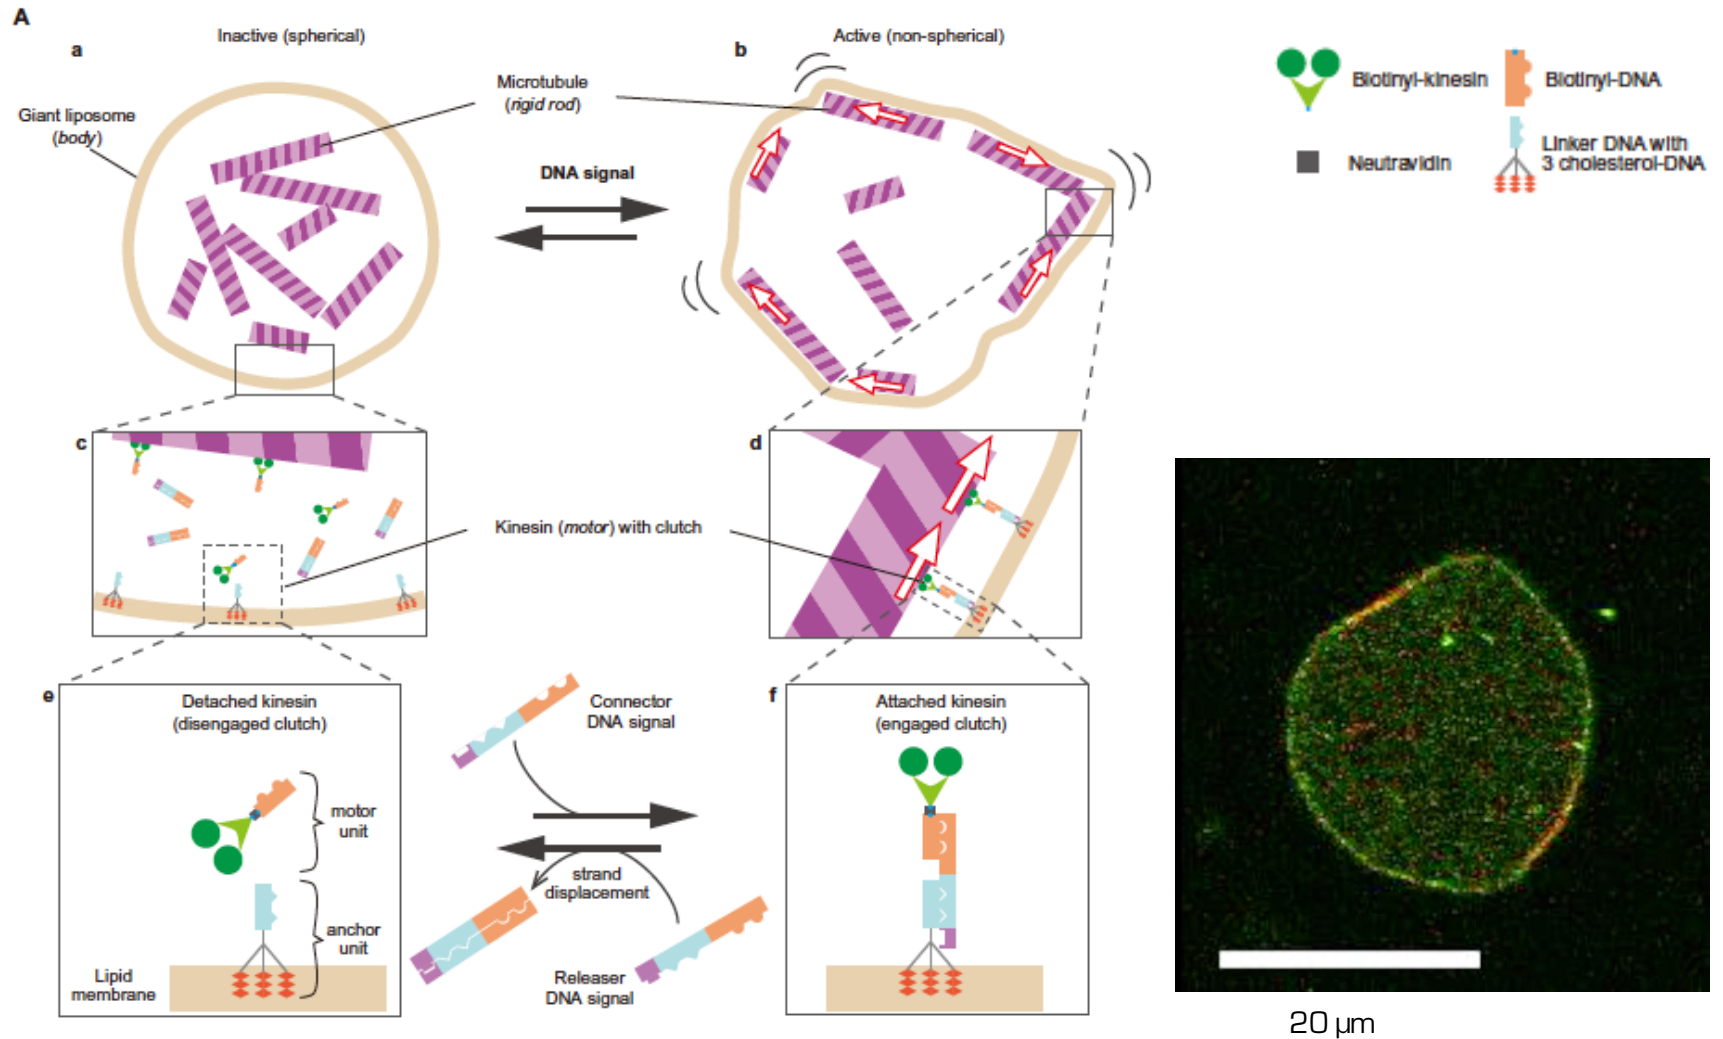 A
a
Inactive (spherical)
b
Active (non-spherical)
Giant liposome
(body)
Microtubule
(rigid rod)
DNA signal
Biotinyl-kinesin
Biotinyl-DNA
Neutravidin
Linker DNA with
3 cholesterol-DNA
c
d
Kinesin (motor) with clutch
e
Detached kinesin
(disengaged clutch)
motor
unit
anchor
unit
Lipid
membrane
Connector
DNA signal
strand
displacement
Releaser
DNA signal
f
Attached kinesin
(engaged clutch)
20 µm